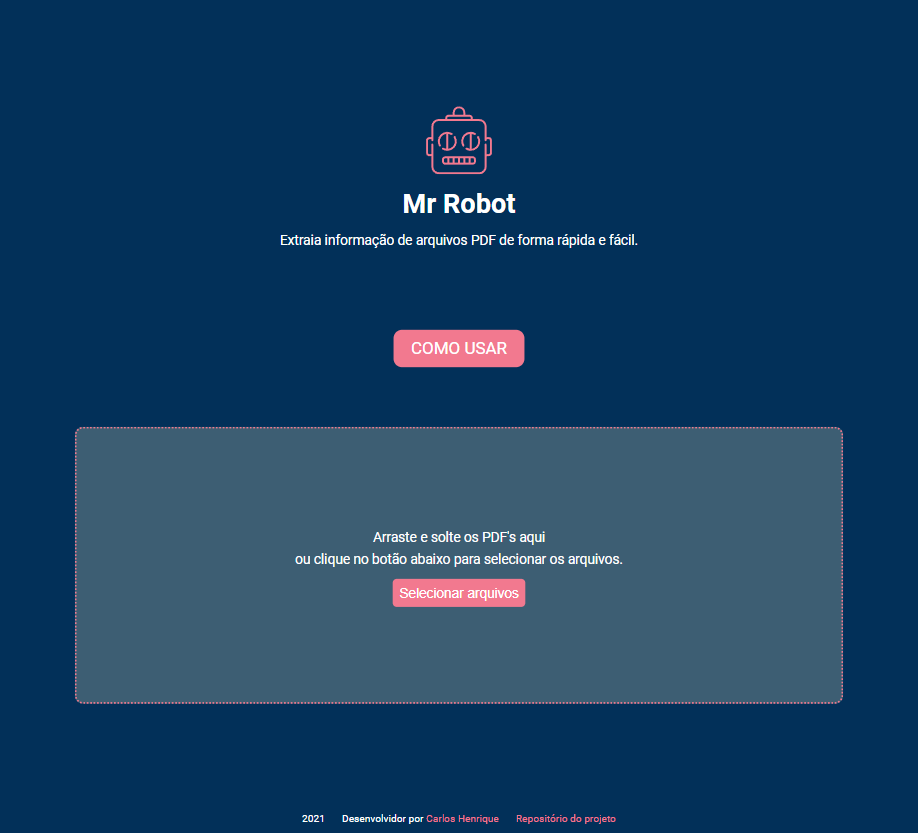 Mr Robot
Extraia informação de arquivos PDF de forma rápida e fácil.
COMO USAR
Arraste e solte os PDF's aqui
ou clique no botão abaixo para selecionar os arquivos.
Selecionar arquivos
2021 Desenvolvidor por Carlos Henrique Repositório do projeto